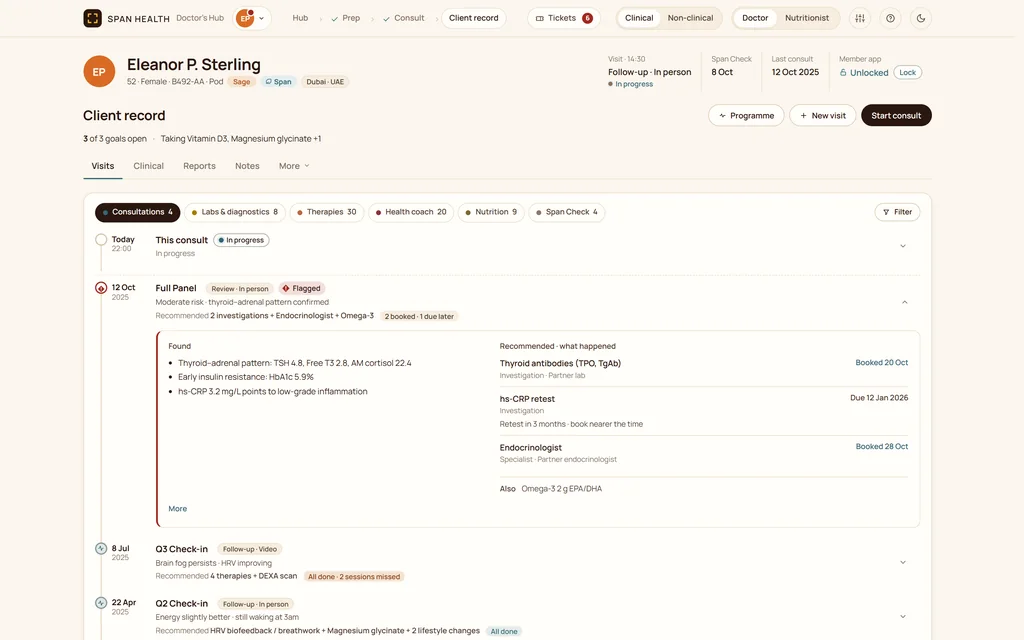 SPAN HEALTH Doctor's Hub EP Hub Prep Consult Client record Tickets 6 Clinical Non-clinical Doctor Nutritionist
EP
Eleanor P. Sterling
52 · Female · B492-AA · Pod Sage Span Dubai · UAE
Visit · 14:30
Follow-up · In person
In progress
Span Check
8 Oct
Last consult
12 Oct 2025
Member app
Unlocked Lock
Client record
Programme + New visit Start consult
3 of 3 goals open · Taking Vitamin D3, Magnesium glycinate +1
Visits Clinical Reports Notes More
Consultations 4 Labs & diagnostics 8 Therapies 30 Health coach 20 Nutrition 9 Span Check 4 Filter
Today
22:00
This consult In progress
In progress
12 Oct
2025
Full Panel Review · In person Flagged
Moderate risk · thyroid–adrenal pattern confirmed
Recommended 2 investigations + Endocrinologist + Omega-3 2 booked · 1 due later
Found
• Thyroid–adrenal pattern: TSH 4.8, Free T3 2.8, AM cortisol 22.4
• Early insulin resistance: HbA1c 5.9%
• hs-CRP 3.2 mg/L points to low-grade inflammation
More
Recommended · what happened
Thyroid antibodies (TPO, TgAb) Booked 20 Oct
Investigation · Partner lab
hs-CRP retest Due 12 Jan 2026
Investigation
Retest in 3 months · book nearer the time
Endocrinologist Booked 28 Oct
Specialist · Partner endocrinologist
Also Omega-3 2 g EPA/DHA
8 Jul
2025
Q3 Check-in Follow-up · Video
Brain fog persists · HRV improving
Recommended 4 therapies + DEXA scan All done · 2 sessions missed
22 Apr
2025
Q2 Check-in Follow-up · In person
Energy slightly better · still waking at 3am
Recommended HRV biofeedback / breathwork + Magnesium glycinate + 2 lifestyle changes All done